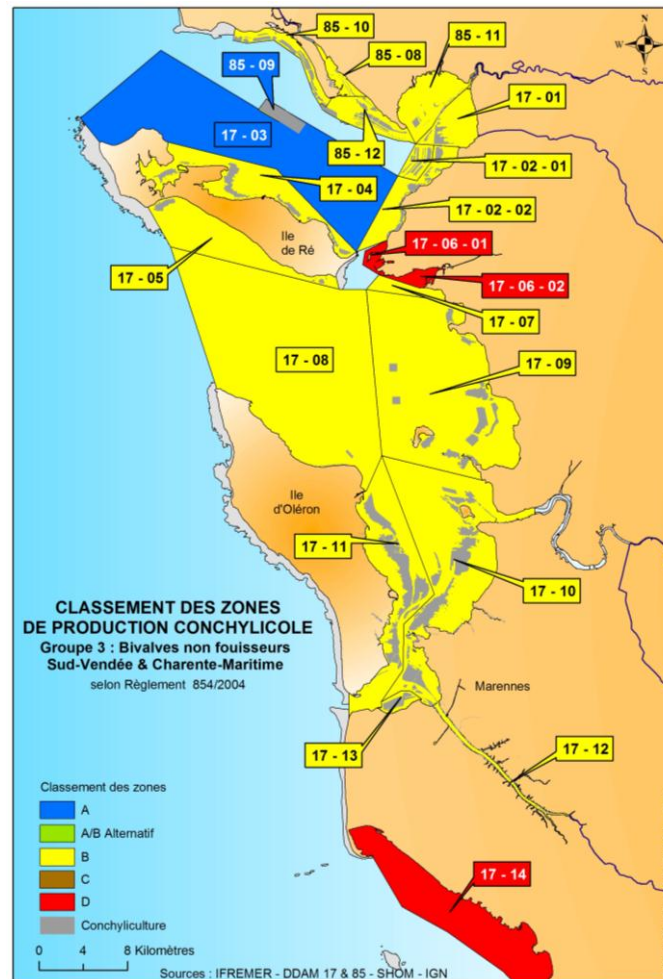 85 - 10
N
85 - 11
85 - 09
85 - 08
17 - 01
17 - 03
85 - 12
17 - 02 - 01
17 - 04
17 - 02 - 02
Ile
de Ré
17 - 06 - 01
17 - 05
17 - 06 - 02
17 - 07
17 - 08
17 - 09
Ile
d'Oléron
17 - 11
17 - 10
CLASSEMENT DES ZONES
DE PRODUCTION CONCHYLICOLE
Groupe 3 : Bivalves non fouisseurs
Sud-Vendée & Charente-Maritime
selon Règlement 854/2004
Marennes
17 - 13
17 - 12
Classement des zones
A
A/B Alternatif
B
C
D
Conchyliculture
17 - 14
0 4 8 Kilomètres
Sources : IFREMER - DDAM 17 & 85 - SHOM - IGN